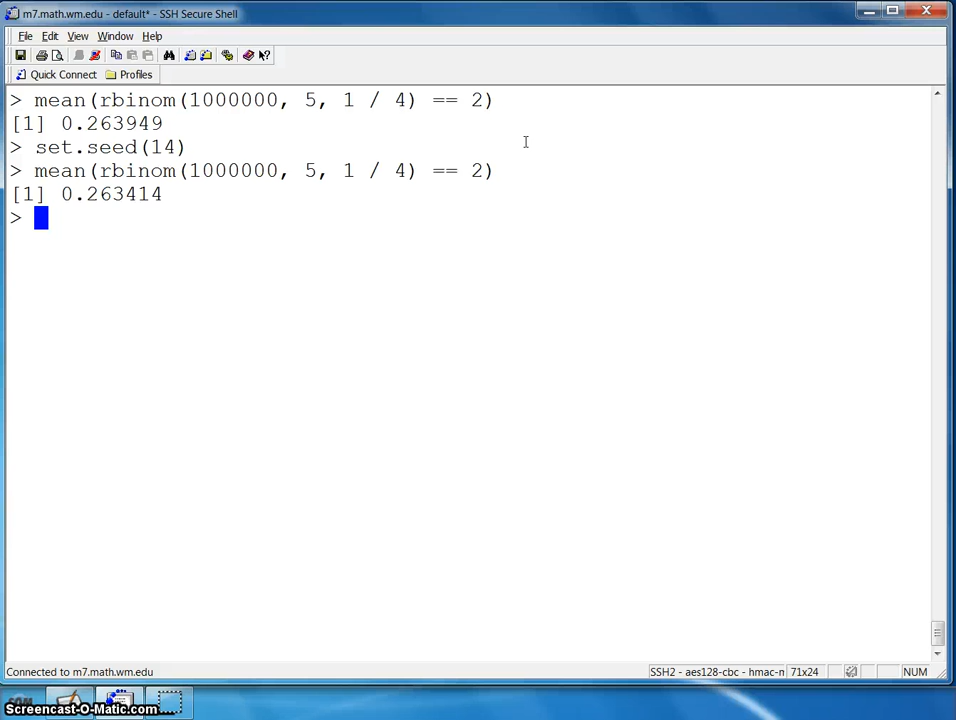 m7.math.wm.edu - default* - SSH Secure Shell
File Edit View Window Help
Quick Connect Profiles
> mean(rbinom(1000000, 5, 1 / 4) == 2)
[1] 0.263949
> set.seed(14)
> mean(rbinom(1000000, 5, 1 / 4) == 2)
[1] 0.263414
>
Connected to m7.math.wm.edu SSH2 - aes128-cbc - hmac-m 71x24 NUM
Screencast-O-Matic.com